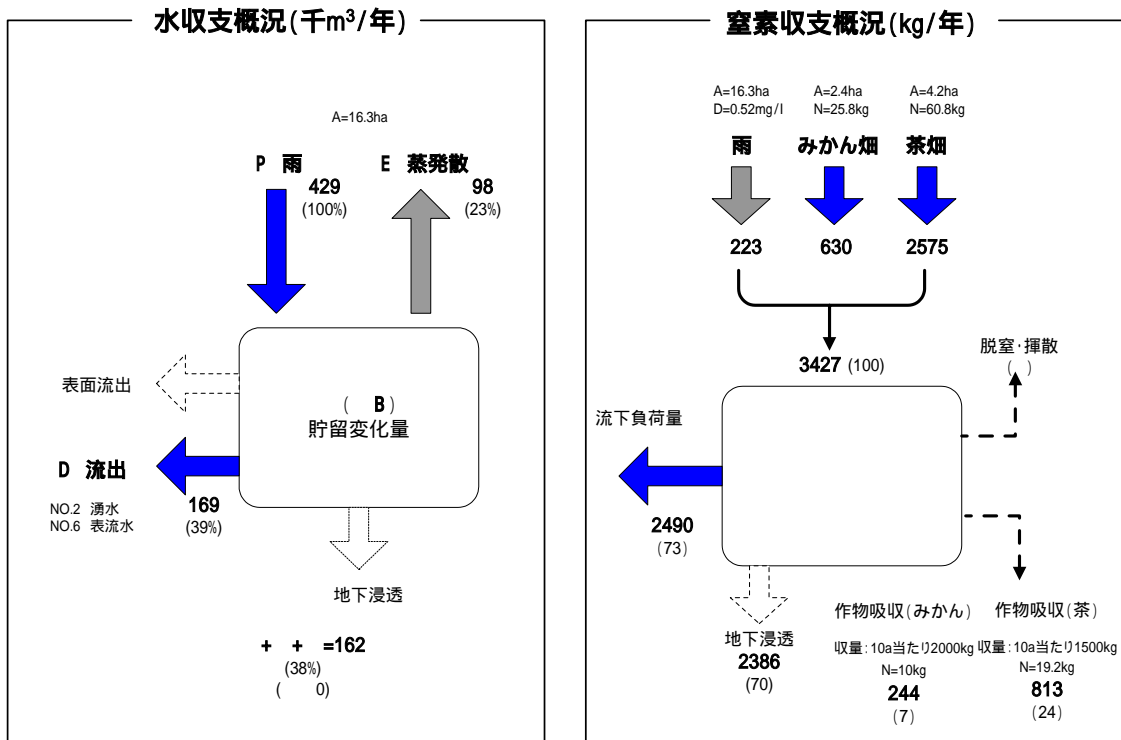 水収支概況(千m³/年)
A=16.3ha
P 雨
429
(100%)
E 蒸発散
98
(23%)
表面流出
( B)
貯留変化量
D 流出
NO.2 湧水
NO.6 表流水
169
(39%)
地下浸透
+ + =162
(38%)
( 0)
窒素収支概況(kg/年)
A=16.3ha
D=0.52mg/l
A=2.4ha
N=25.8kg
A=4.2ha
N=60.8kg
雨
みかん畑
茶畑
223
630
2575
3427 (100)
脱窒・揮散
( )
流下負荷量
2490
(73)
地下浸透
2386
(70)
作物吸収(みかん)
収量:10a当たり2000kg
N=10kg
244
(7)
作物吸収(茶)
収量:10a当たり1500kg
N=19.2kg
813
(24)